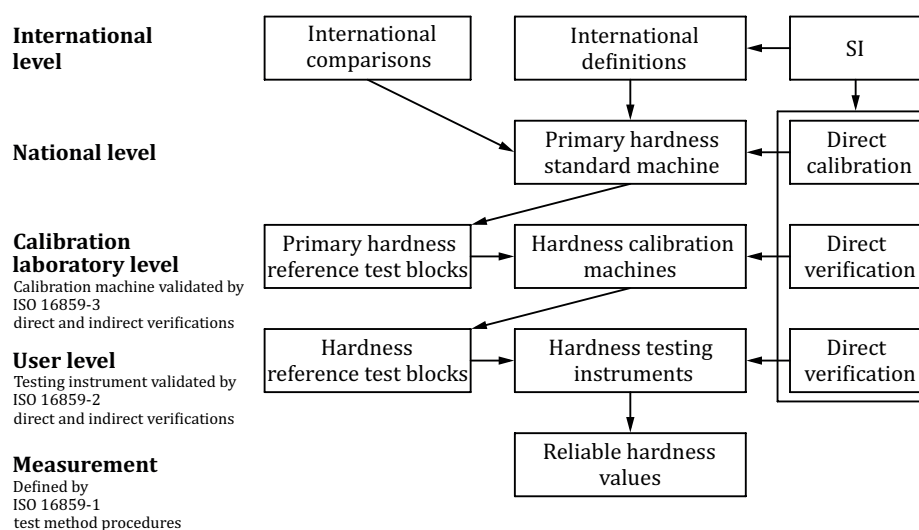 International
level
International
comparisons
International
definitions
SI
National level
Primary hardness
standard machine
Direct
calibration
Calibration
laboratory level
Calibration machine validated by
ISO 16859-3
direct and indirect verifications
Primary hardness
reference test blocks
Hardness calibration
machines
Direct
verification
User level
Testing instrument validated by
ISO 16859-2
direct and indirect verifications
Hardness
reference test blocks
Hardness testing
instruments
Direct
verification
Measurement
Defined by
ISO 16859-1
test method procedures
Reliable hardness
values